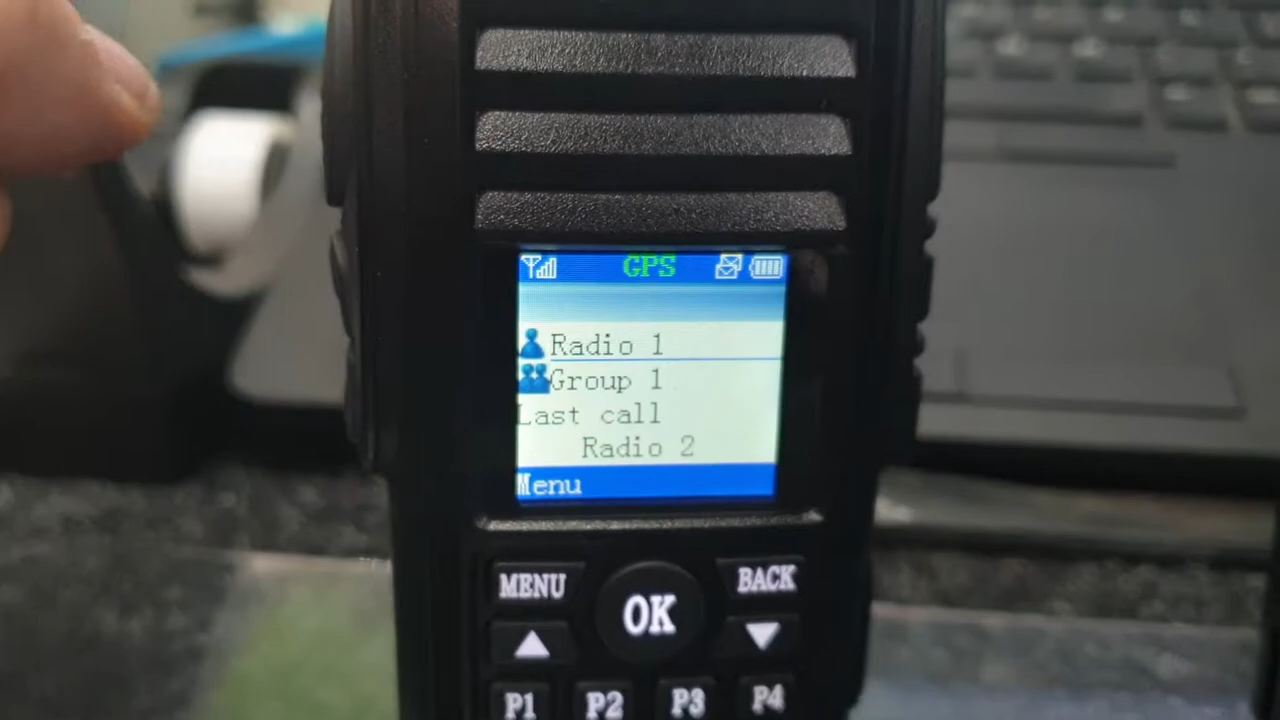 GPS
Radio 1
Group 1
Last call
Radio 2
Menu
MENU
OK
BACK
P1 P2 P3 P4